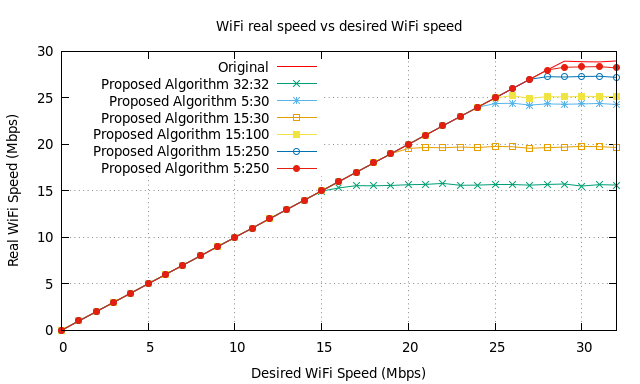 WiFi real speed vs desired WiFi speed
Real WiFi Speed (Mbps)
30
25
20
15
10
5
0
Original
Proposed Algorithm 32:32
Proposed Algorithm 5:30
Proposed Algorithm 15:30
Proposed Algorithm 15:100
Proposed Algorithm 15:250
Proposed Algorithm 5:250
0 5 10 15 20 25 30
Desired WiFi Speed (Mbps)